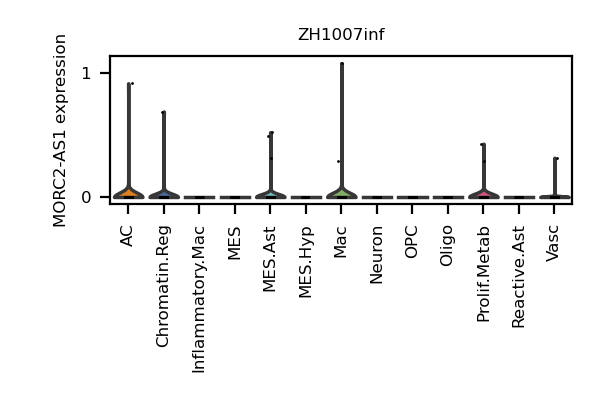 ZH1007inf
MORC2-AS1 expression
1
0
AC
Chromatin.Reg
Inflammatory.Mac
MES
MES.Ast
MES.Hyp
Mac
Neuron
OPC
Oligo
Prolif.Metab
Reactive.Ast
Vasc